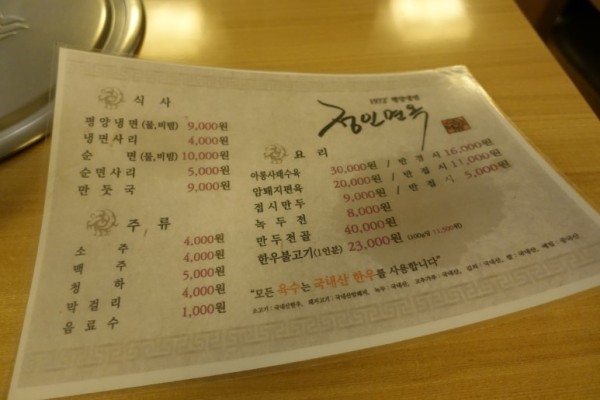 식 사
평양냉면(물,비빔) 9,000원
냉면사리 4,000원
순 면(물,비빔) 10,000원
순면사리 5,000원
만 둣 국 9,000원
주 류
소 주 4,000원
맥 주 4,000원
청 하 5,000원
막 걸 리 4,000원
음 료 수 1,000원
1972' 평양냉면
정인면옥
요 리
아롱사태수육 30,000원 / 반 접 시 16,000원
암돼지편육 20,000원 / 반 접 시 11,000원
접시만두 9,000원 / 반 접 시 5,000원
녹 두 전 8,000원
만두전골 40,000원
한우불고기(1인분) 23,000원 (100g당 11,500원)
"모든 육수는 국내산 한우를 사용합니다"